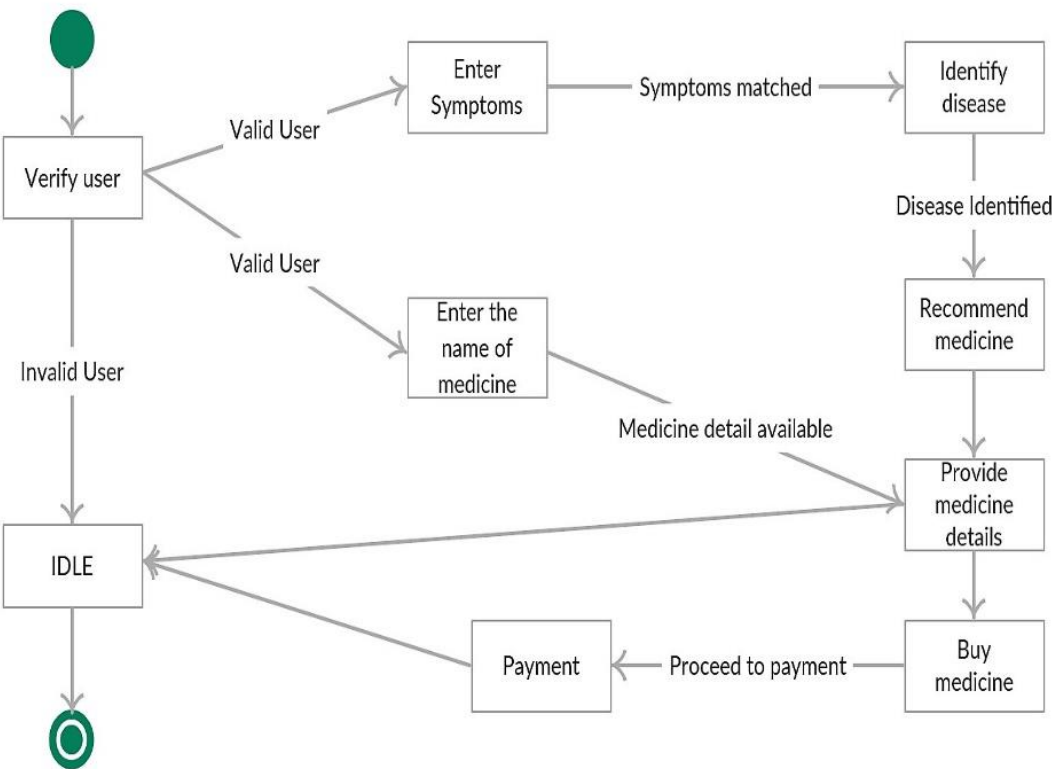 Enter
Symptoms
Symptoms matched
Identify
disease
Valid User
Verify user
Disease Identified
Valid User
Enter the
name of
medicine
Recommend
medicine
Invalid User
Medicine detail available
Provide
medicine
details
IDLE
Payment
Proceed to payment
Buy
medicine